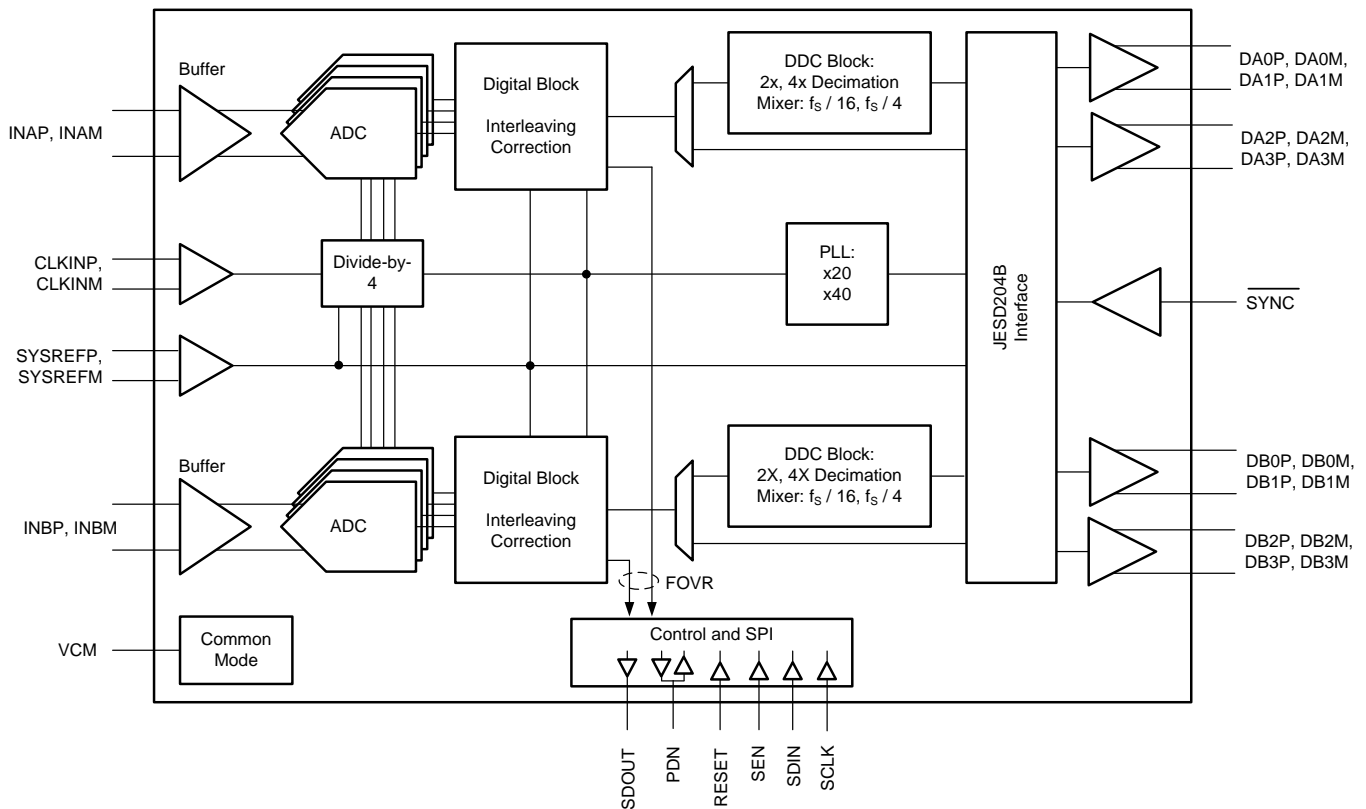 Buffer
INAP, INAM
ADC
Digital Block
Interleaving
Correction
DDC Block:
2x, 4x Decimation
Mixer: fS / 16, fS / 4
DA0P, DA0M,
DA1P, DA1M
DA2P, DA2M,
DA3P, DA3M
CLKINP,
CLKINM
Divide-by-
4
PLL:
x20
x40
JESD204B
Interface
SYNC
SYSREFP,
SYSREFM
Buffer
INBP, INBM
ADC
Digital Block
Interleaving
Correction
DDC Block:
2X, 4X Decimation
Mixer: fS / 16, fS / 4
DB0P, DB0M,
DB1P, DB1M
DB2P, DB2M,
DB3P, DB3M
FOVR
VCM
Common
Mode
Control and SPI
SDOUT
PDN
RESET
SEN
SDIN
SCLK